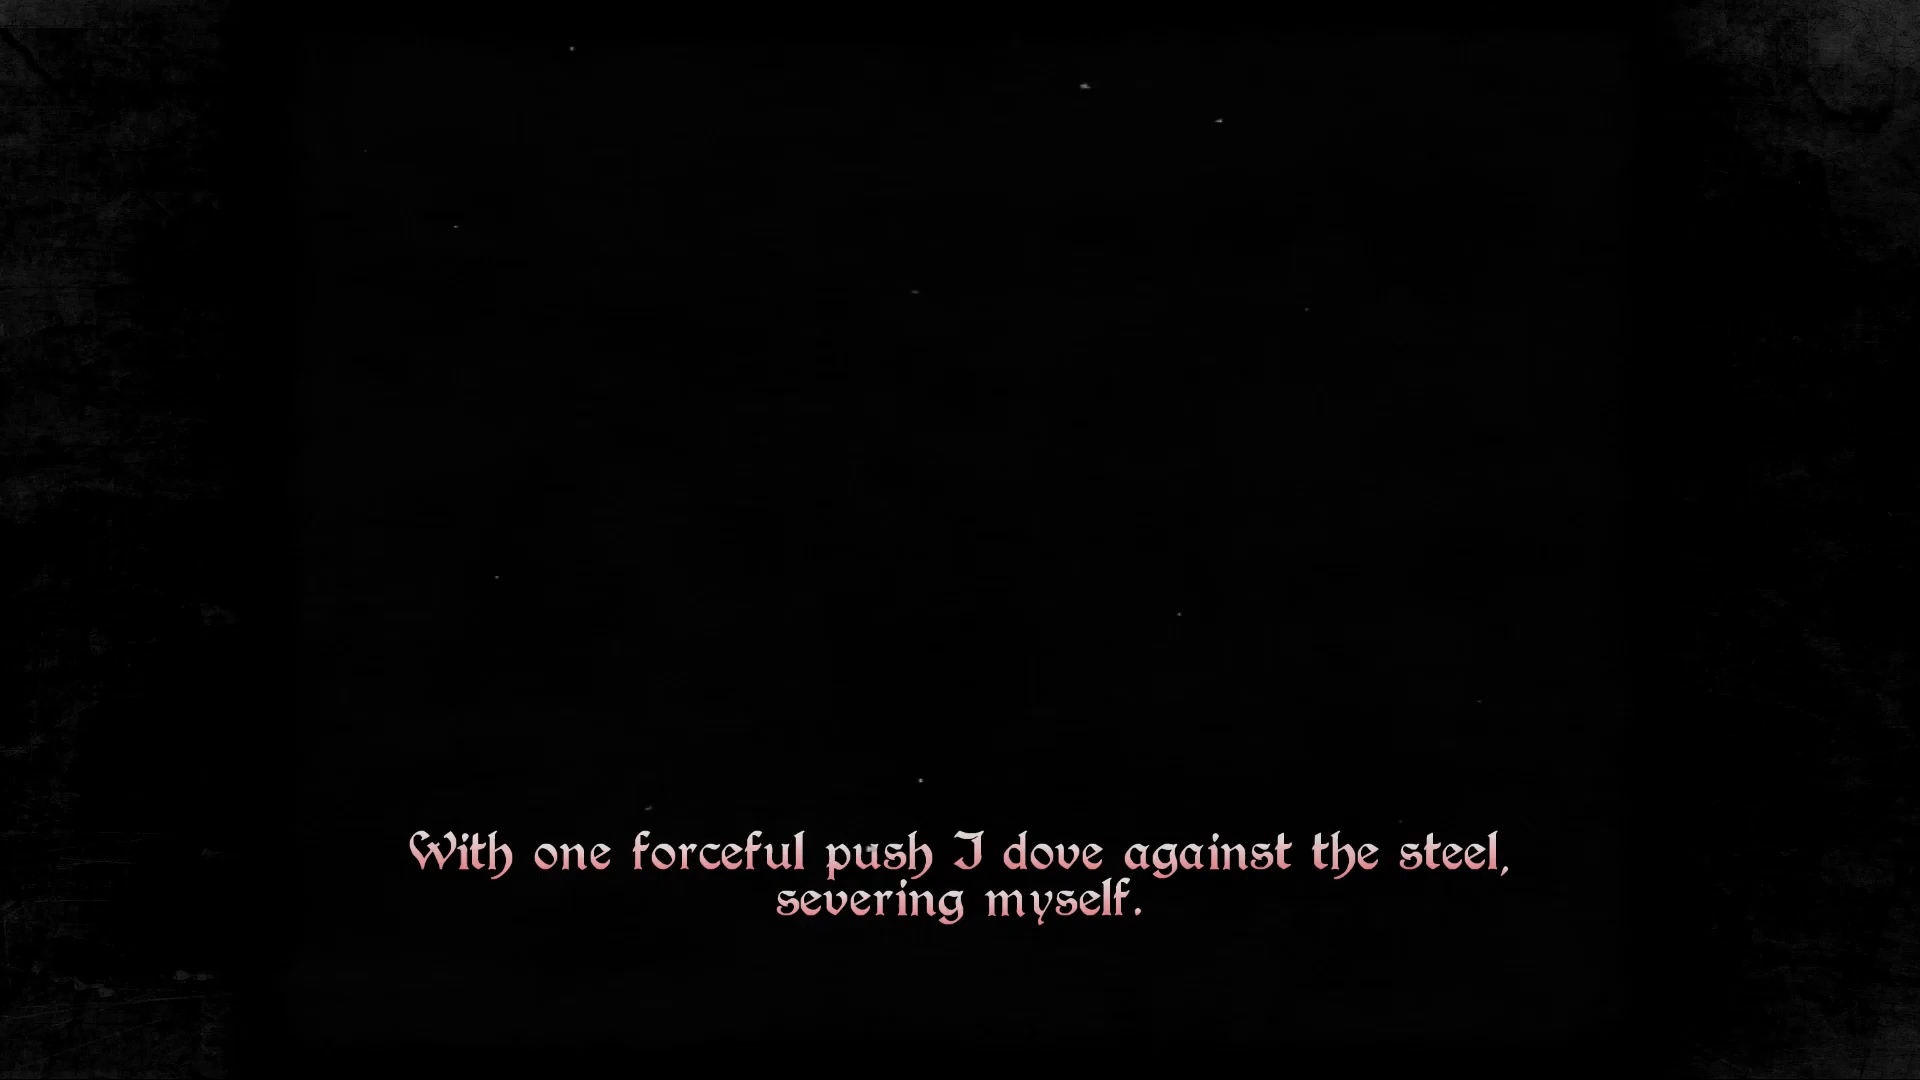 With one forceful push I dove against the steel,
severing myself.